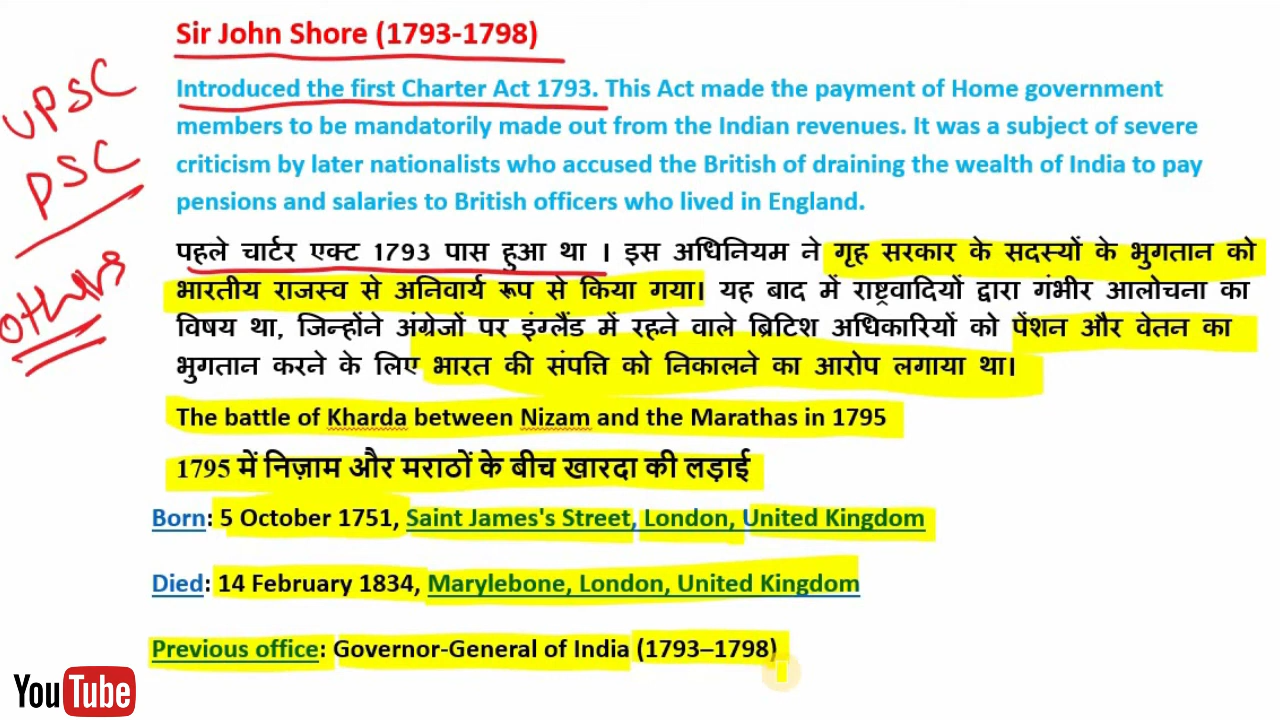 Sir John Shore (1793-1798)
UPSC
PSC
others
Introduced the first Charter Act 1793. This Act made the payment of Home government
members to be mandatorily made out from the Indian revenues. It was a subject of severe
criticism by later nationalists who accused the British of draining the wealth of India to pay
pensions and salaries to British officers who lived in England.
पहले चार्टर एक्ट 1793 पास हुआ था । इस अधिनियम ने गृह सरकार के सदस्यों के भुगतान को
भारतीय राजस्व से अनिवार्य रूप से किया गया। यह बाद में राष्ट्रवादियों द्वारा गंभीर आलोचना का
विषय था, जिन्होंने अंग्रेजों पर इंग्लैंड में रहने वाले ब्रिटिश अधिकारियों को पेंशन और वेतन का
भुगतान करने के लिए भारत की संपत्ति को निकालने का आरोप लगाया था।
The battle of Kharda between Nizam and the Marathas in 1795
1795 में निज़ाम और मराठों के बीच खारदा की लड़ाई
Born: 5 October 1751, Saint James's Street, London, United Kingdom
Died: 14 February 1834, Marylebone, London, United Kingdom
Previous office: Governor-General of India (1793–1798)
YouTube